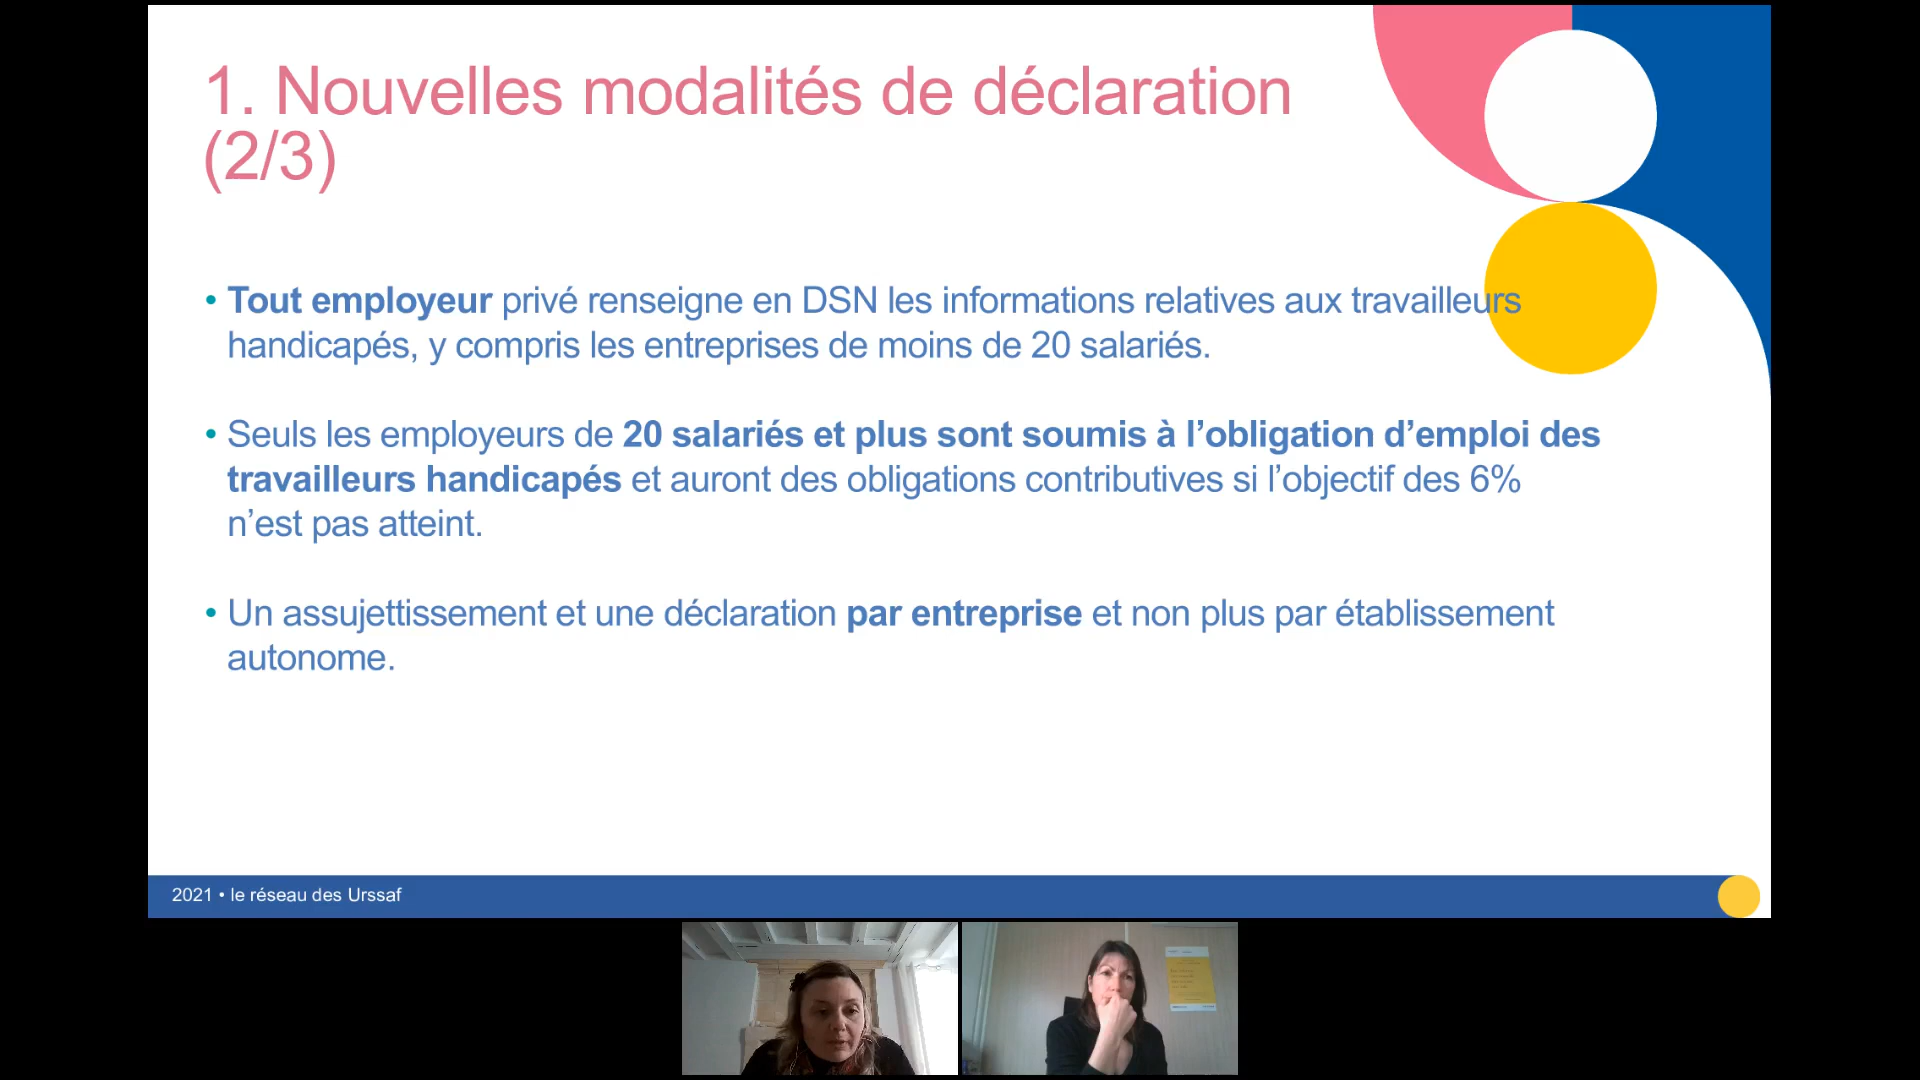 1. Nouvelles modalités de déclaration
(2/3)
• Tout employeur privé renseigne en DSN les informations relatives aux travailleurs
handicapés, y compris les entreprises de moins de 20 salariés.
• Seuls les employeurs de 20 salariés et plus sont soumis à l’obligation d’emploi des
travailleurs handicapés et auront des obligations contributives si l’objectif des 6%
n’est pas atteint.
• Un assujettissement et une déclaration par entreprise et non plus par établissement
autonome.
2021 • le réseau des Urssaf